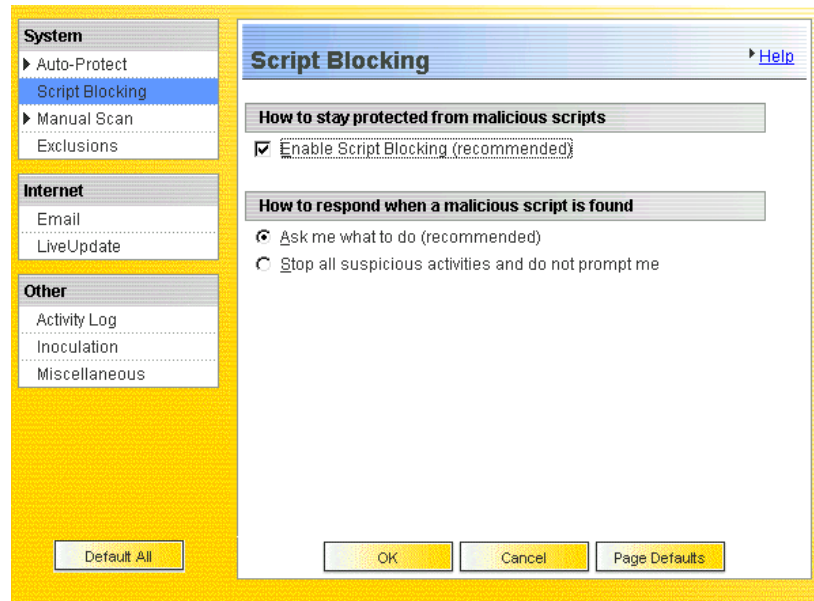 System
Auto-Protect
Script Blocking
Manual Scan
Exclusions
Internet
Email
LiveUpdate
Other
Activity Log
Inoculation
Miscellaneous
Default All
Script Blocking
Help
How to stay protected from malicious scripts
Enable Script Blocking (recommended)
How to respond when a malicious script is found
Ask me what to do (recommended)
Stop all suspicious activities and do not prompt me
OK
Cancel
Page Defaults